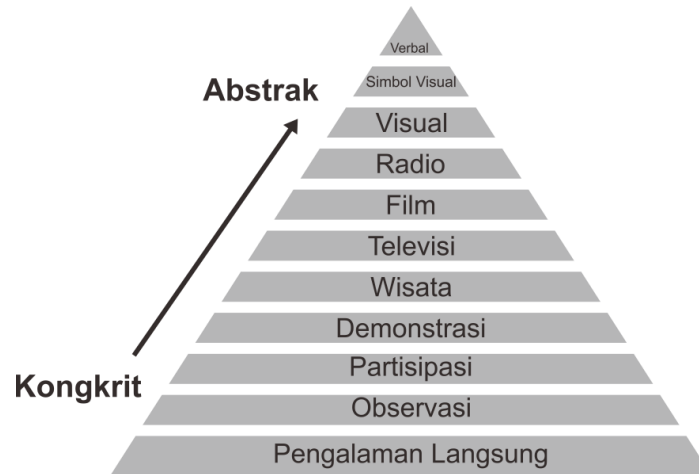 Verbal
Simbol Visual
Abstrak
Visual
Radio
Film
Televisi
Wisata
Demonstrasi
Partisipasi
Kongkrit
Observasi
Pengalaman Langsung